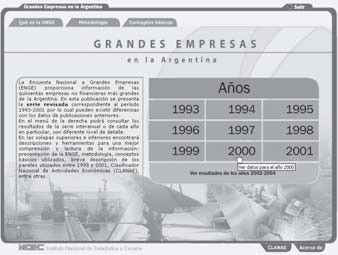 Grandes Empresas en la Argentina
Salir
Qué es la ENGE
Metodología
Conceptos básicos
GRANDES EMPRESAS
en la Argentina
La Encuesta Nacional a Grandes Empresas
(ENGE) proporciona información de las
quinientas empresas no financieras más grandes
de la Argentina. En esta publicación se presenta
la serie revisada correspondiente al período
1993-2001 por lo cual pueden existir diferencias
con los datos de publicaciones anteriores.
En el menú de la derecha podrá consultar los
resultados de la serie interanual o de cada año
en particular, con diferente nivel de detalle.
En las solapas superiores e inferiores encontrará
descripciones y herramientas para una mejor
comprensión y lectura de la información:
presentación de la ENGE, metodología, conceptos
básicos utilizados, breve descripción de los
paneles utilizados entre 1993 y 2001, Clasificador
Nacional de Actividades Económicas (CLANAE),
entre otras.
Años
1993 1994 1995
1996 1997 1998
1999 2000 2001
Ver datos para el año 2000
Ver resultados de los años 2002-2004
INDEC Instituto Nacional de Estadística y Censos
CLANAE
Acerca de